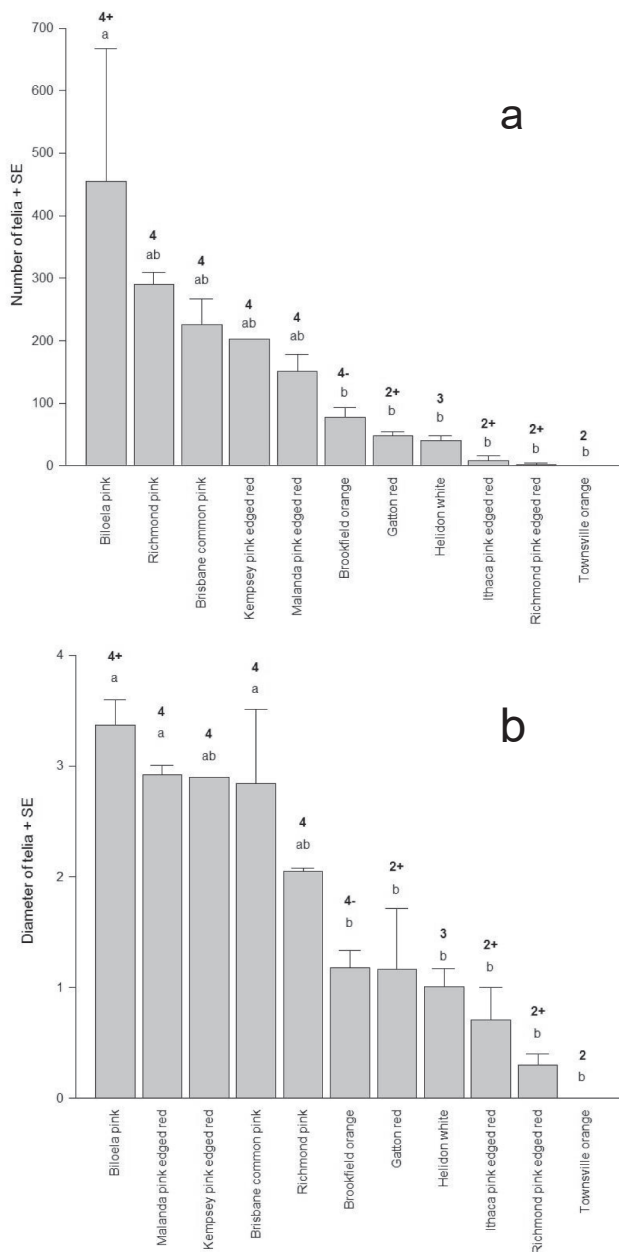 a
Number of telia + SE
700
600
500
400
300
200
100
0
4+
a
4
ab
4
ab
4
ab
4
ab
4-
b
2+
b
3
b
2+
b
2+
b
2
b
Biloela pink
Richmond pink
Brisbane common pink
Kempsey pink edged red
Malanda pink edged red
Brookfield orange
Gatton red
Helidon white
Ithaca pink edged red
Richmond pink edged red
Townsville orange
b
Diameter of telia + SE
4
3
2
1
0
4+
a
4
a
4
ab
4
a
4
ab
4-
b
2+
b
3
b
2+
b
2+
b
2
b
Biloela pink
Malanda pink edged red
Kempsey pink edged red
Brisbane common pink
Richmond pink
Brookfield orange
Gatton red
Helidon white
Ithaca pink edged red
Richmond pink edged red
Townsville orange